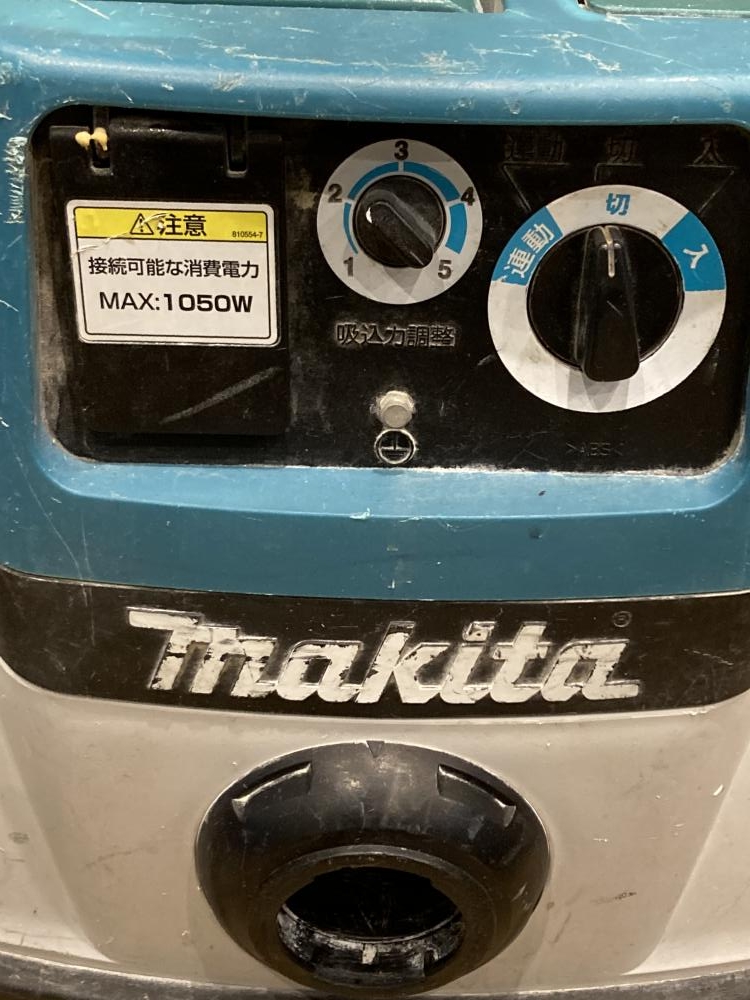 注意
810554-7
接続可能な消費電力
MAX:1050W
1 2 3 4 5
吸込力調整
連動 切 入
連動 切 入
>ABS<
makita®